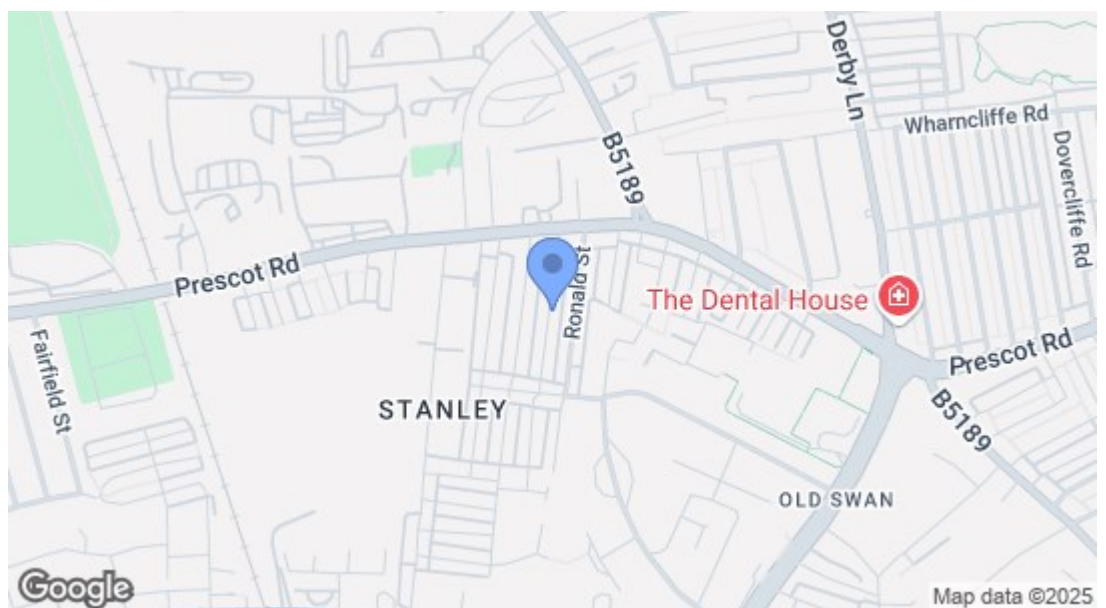 Derby Ln
Wharncliffe Rd
Dovercliffe Rd
B5189
Prescot Rd
Ronald St
The Dental House
Fairfield St
Prescot Rd
STANLEY
B5189
OLD SWAN
Google
Map data ©2025